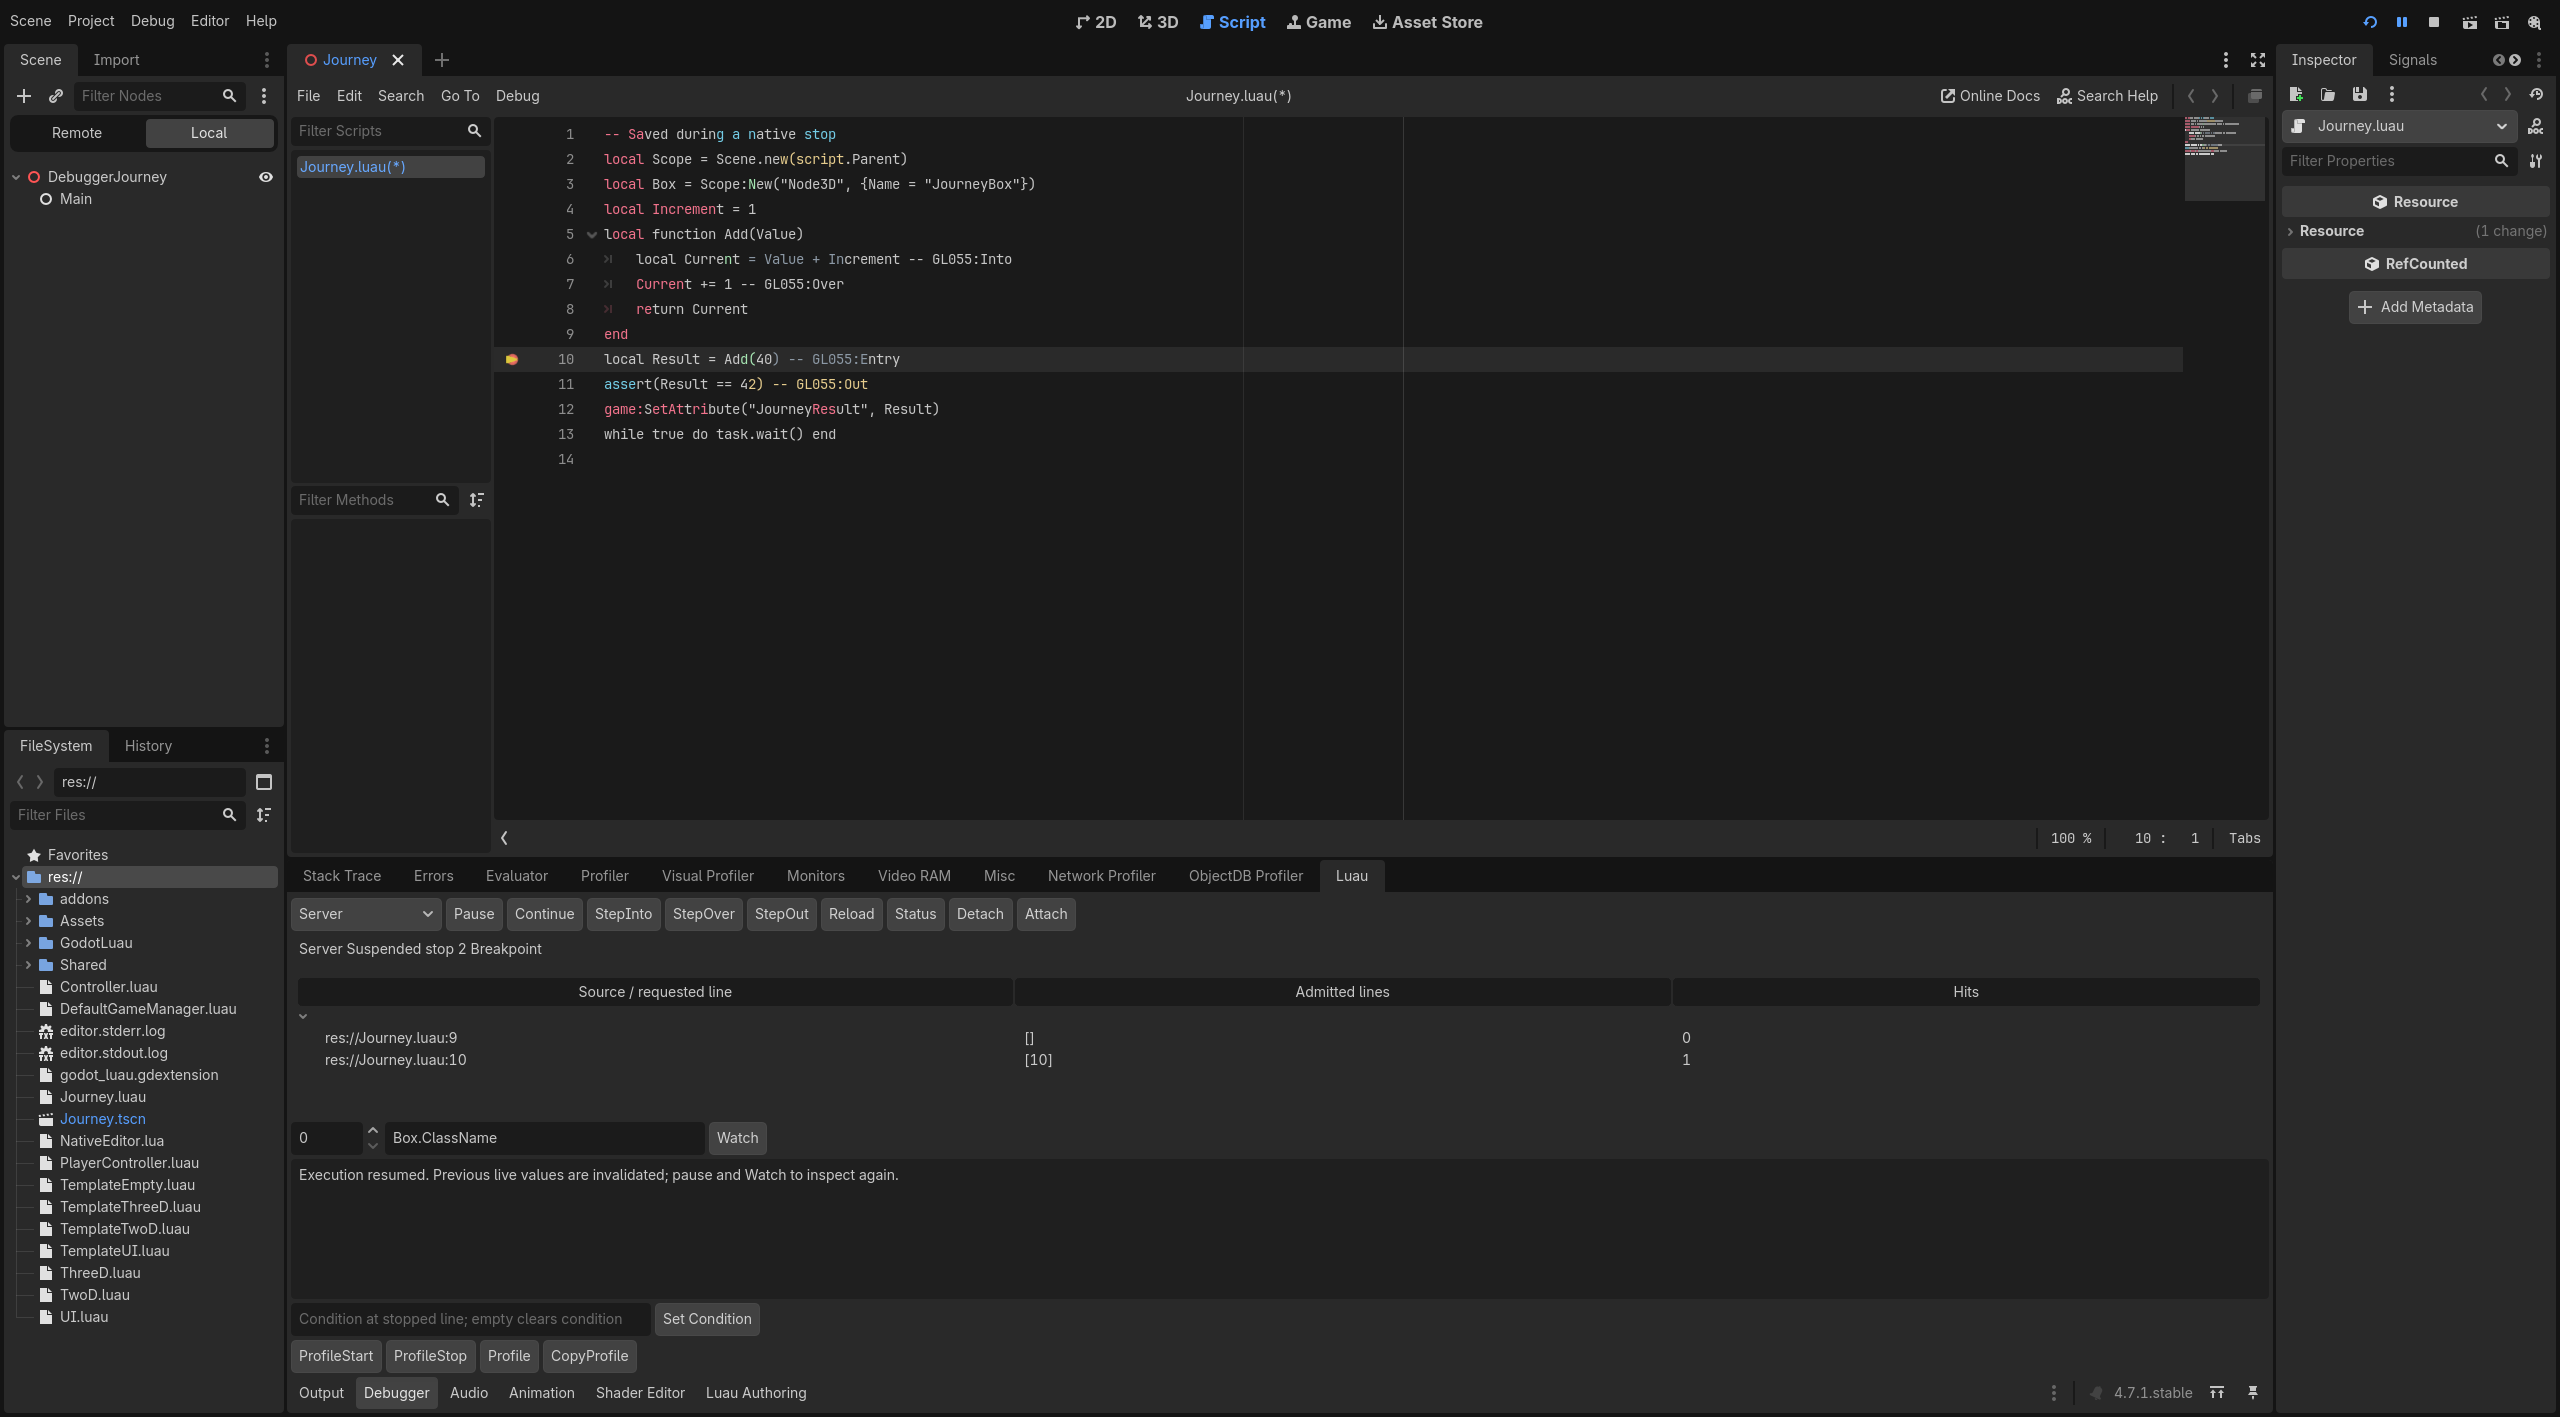 Scene Project Debug Editor Help
2D 3D Script Game Asset Store
Scene Import
Filter Nodes
Remote Local
DebuggerJourney
Main
Journey
File Edit Search Go To Debug
Journey.luau(*)
Online Docs Search Help
Filter Scripts
Journey.luau(*)
Filter Methods
1 -- Saved during a native stop
2 local Scope = Scene.new(script.Parent)
3 local Box = Scope:New("Node3D", {Name = "JourneyBox"})
4 local Increment = 1
5 local function Add(Value)
6 local Current = Value + Increment -- GL055:Into
7 Current += 1 -- GL055:Over
8 return Current
9 end
10 local Result = Add(40) -- GL055:Entry
11 assert(Result == 42) -- GL055:Out
12 game:SetAttribute("JourneyResult", Result)
13 while true do task.wait() end
14
100 % 10 : 1 Tabs
Inspector Signals
Journey.luau
Filter Properties
Resource
Resource (1 change)
RefCounted
Add Metadata
FileSystem History
res://
Filter Files
Favorites
res://
addons
Assets
GodotLuau
Shared
Controller.luau
DefaultGameManager.luau
editor.stderr.log
editor.stdout.log
godot_luau.gdextension
Journey.luau
Journey.tscn
NativeEditor.lua
PlayerController.luau
TemplateEmpty.luau
TemplateThreeD.luau
TemplateTwoD.luau
TemplateUI.luau
ThreeD.luau
TwoD.luau
UI.luau
Stack Trace Errors Evaluator Profiler Visual Profiler Monitors Video RAM Misc Network Profiler ObjectDB Profiler Luau
Server Pause Continue StepInto StepOver StepOut Reload Status Detach Attach
Server Suspended stop 2 Breakpoint
Source / requested line Admitted lines Hits
res://Journey.luau:9 [] 0
res://Journey.luau:10 [10] 1
0 Box.ClassName Watch
Execution resumed. Previous live values are invalidated; pause and Watch to inspect again.
Condition at stopped line; empty clears condition Set Condition
ProfileStart ProfileStop Profile CopyProfile
Output Debugger Audio Animation Shader Editor Luau Authoring
4.7.1.stable